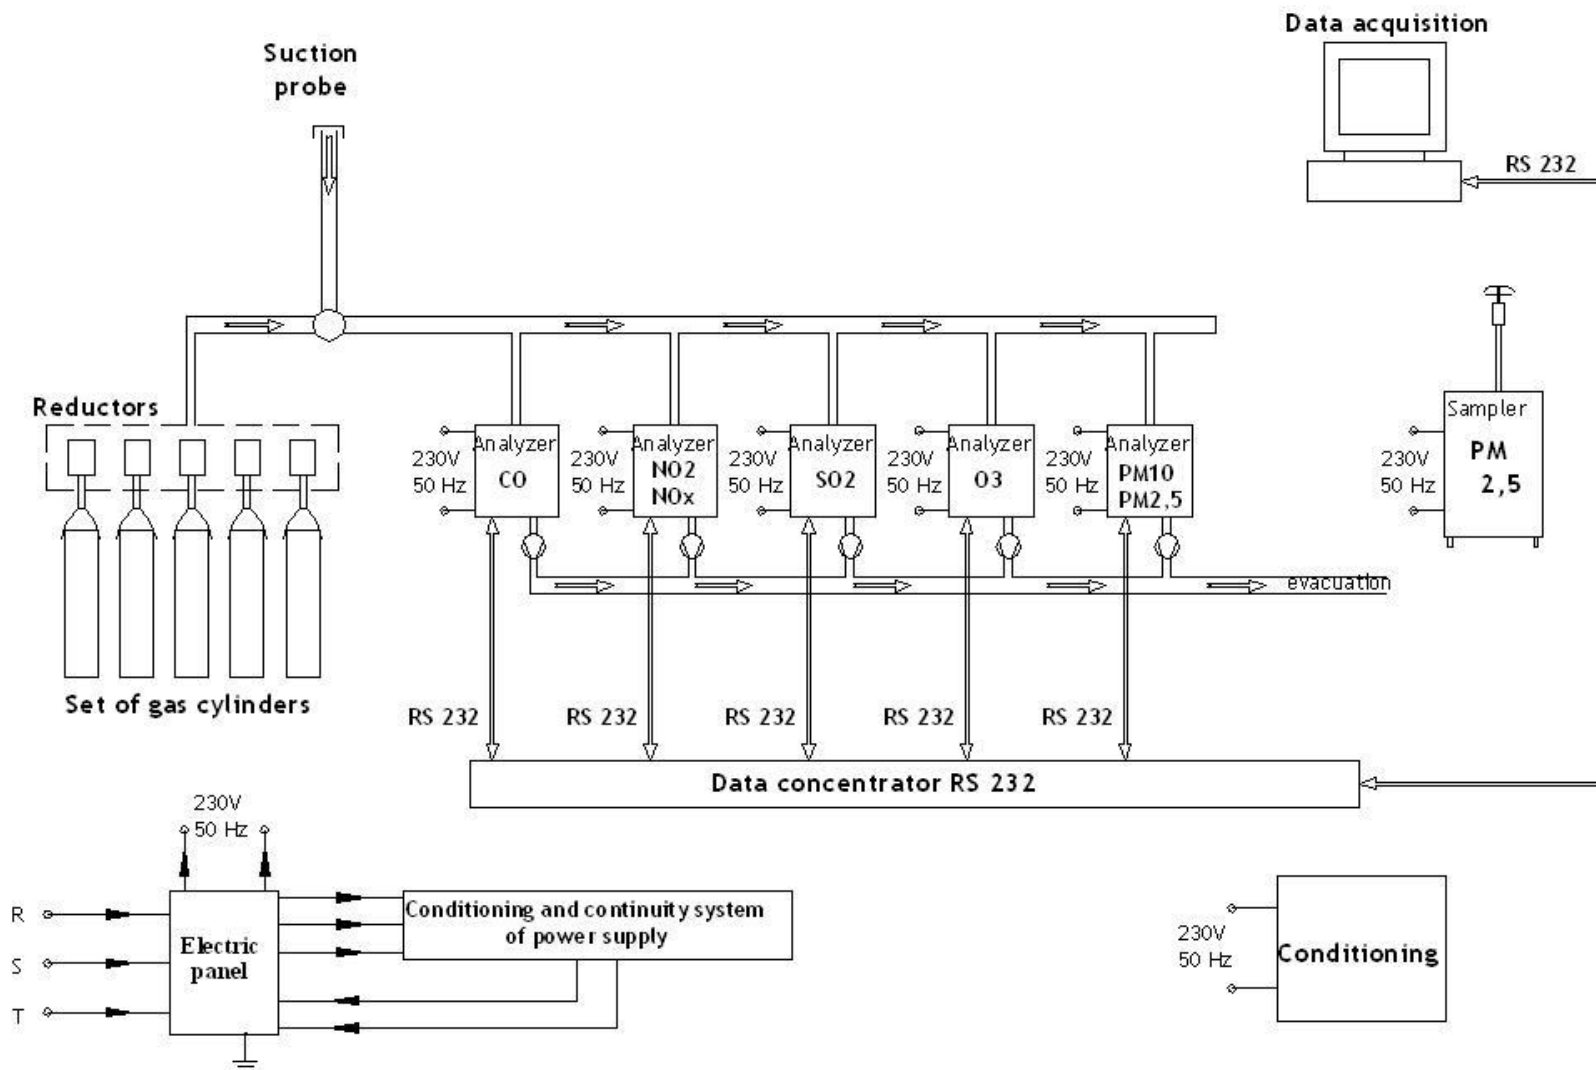 Data acquisition
Suction
probe
RS 232
Reductors
Analyzer
CO
230V
50 Hz
Analyzer
NO2
NOx
230V
50 Hz
Analyzer
SO2
230V
50 Hz
Analyzer
O3
230V
50 Hz
Analyzer
PM10
PM2,5
230V
50 Hz
Sampler
PM
2,5
230V
50 Hz
evacuation
Set of gas cylinders
RS 232
RS 232
RS 232
RS 232
RS 232
Data concentrator RS 232
230V
50 Hz
R
S
T
Electric
panel
Conditioning and continuity system
of power supply
230V
50 Hz
Conditioning